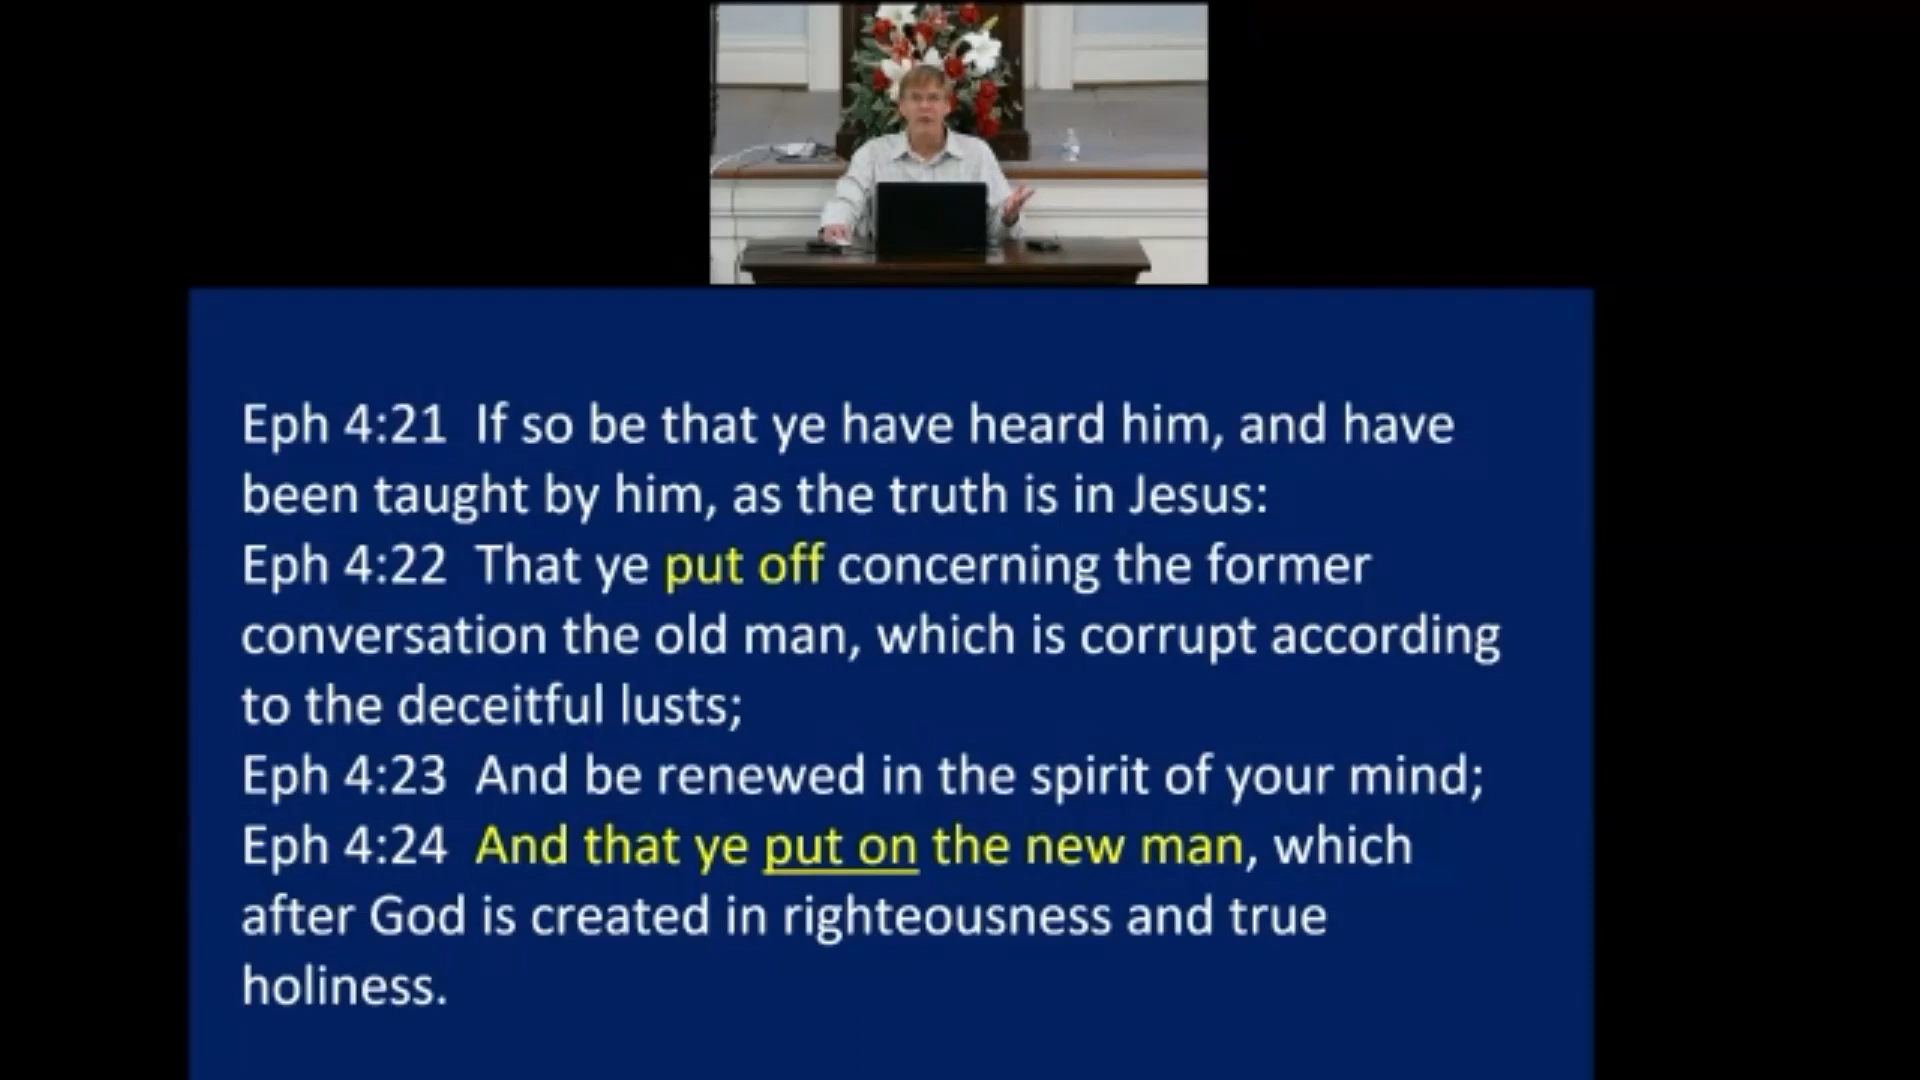 Eph 4:21  If so be that ye have heard him, and have
been taught by him, as the truth is in Jesus:
Eph 4:22  That ye put off concerning the former
conversation the old man, which is corrupt according
to the deceitful lusts;
Eph 4:23  And be renewed in the spirit of your mind;
Eph 4:24  And that ye put on the new man, which
after God is created in righteousness and true
holiness.